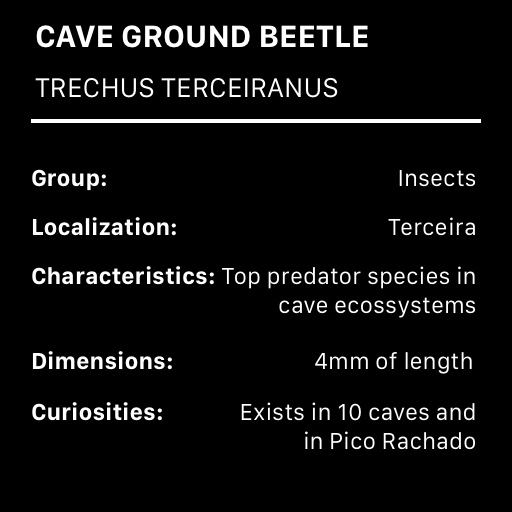 CAVE GROUND BEETLE
TRECHUS TERCEIRANUS
Group: Insects
Localization: Terceira
Characteristics: Top predator species in
cave ecossystems
Dimensions: 4mm of length
Curiosities: Exists in 10 caves and
in Pico Rachado